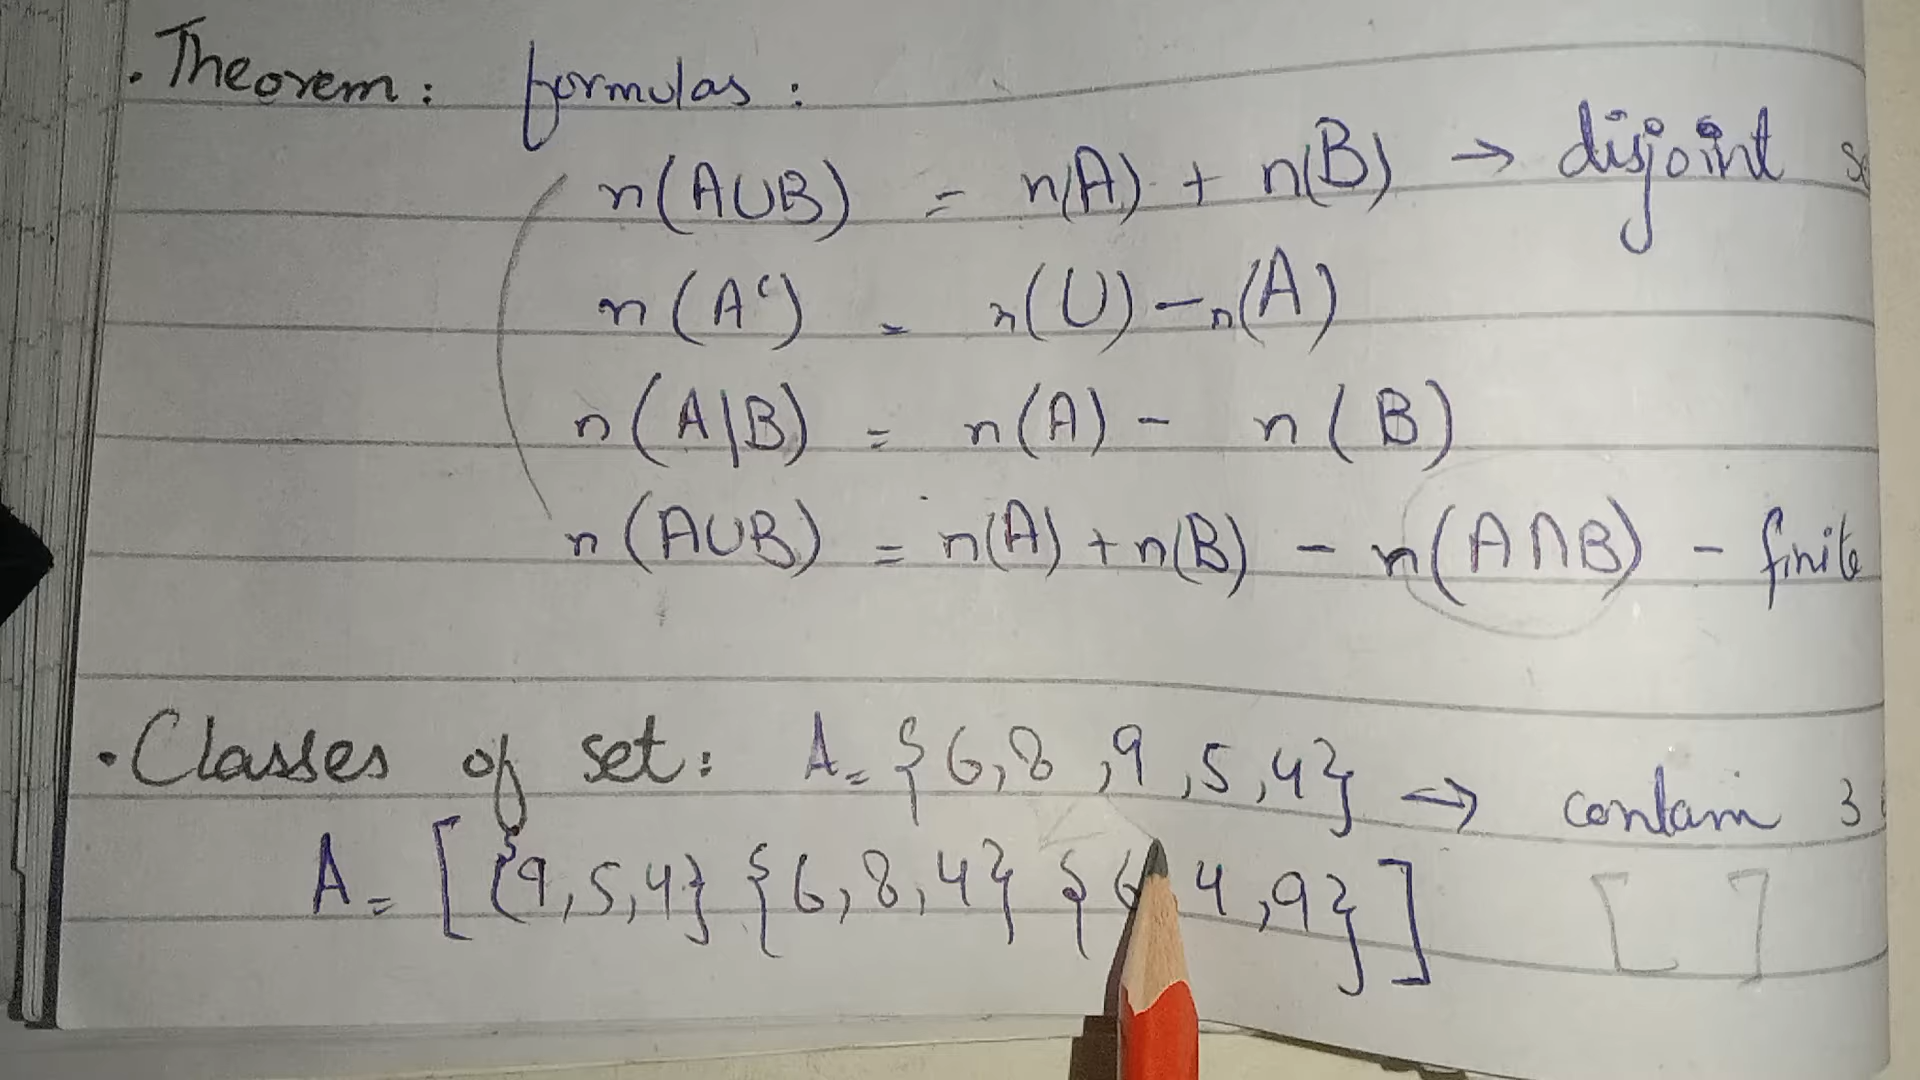 . Theorem : formulas :
n(A∪B) = n(A) + n(B) → disjoint
n(Aᶜ) = n(U) - n(A)
n(A|B) = n(A) - n(B)
n(A∪B) = n(A) + n(B) - n(A∩B) - finite
. Classes of set : A = {6,8,9,5,4} → contain 3
A = [{9,5,4} {6,8,4} {6 4,9}] [ ]